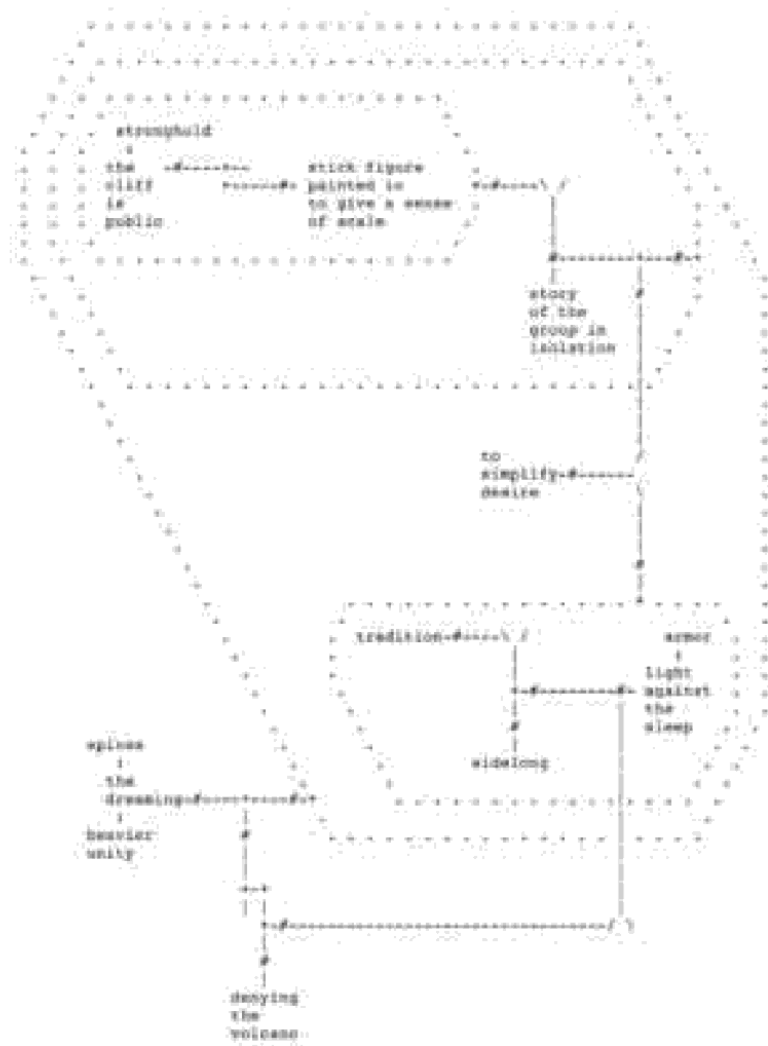 stronghold
the
cliff
is
public
stick figure
painted in
to give a sense
of scale
story
of the
group in
isolation
to
simplify
desire
tradition
armor
light
against
the
sleep
sidelong
spines
the
dreaming
heavier
unity
denying
the
volcano